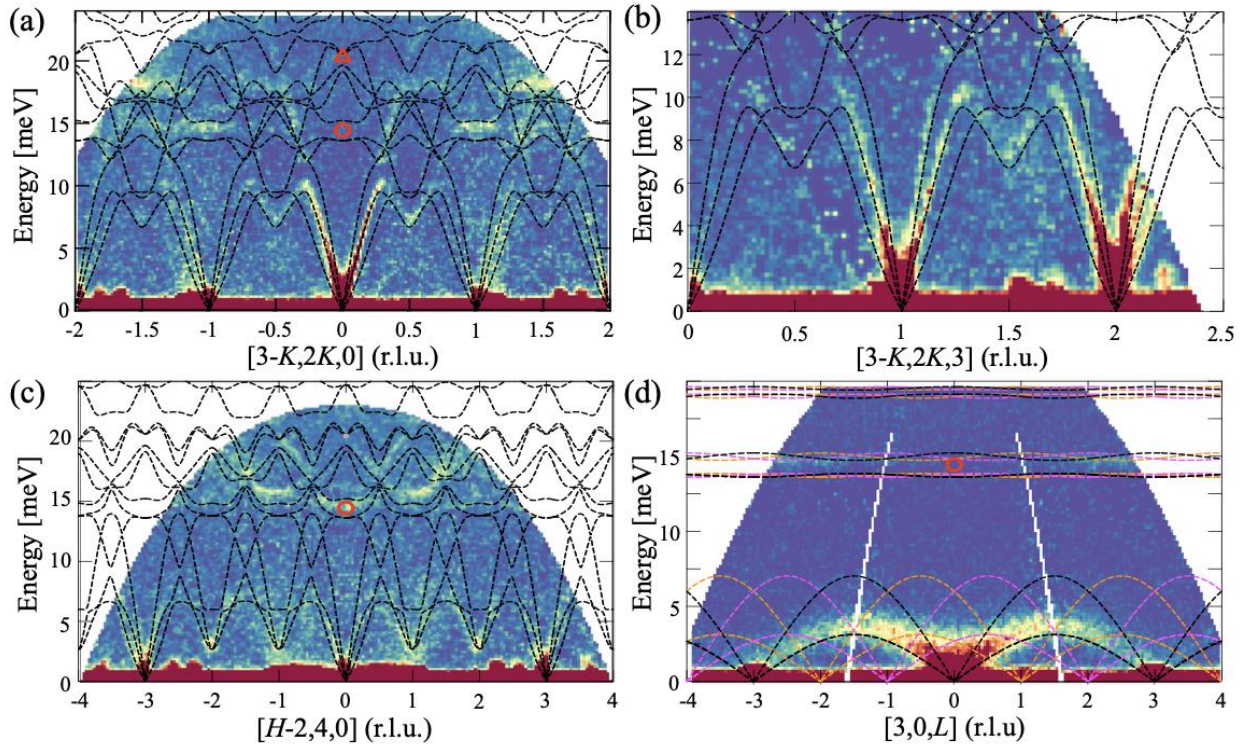 (a)
Energy [meV]
20
15
10
5
0
-2 -1.5 -1 -0.5 0 0.5 1 1.5 2
[3-K,2K,0] (r.l.u.)
(b)
Energy [meV]
12
10
8
6
4
2
0
0 0.5 1.0 1.5 2.0 2.5
[3-K,2K,3] (r.l.u.)
(c)
Energy [meV]
20
15
10
5
0
-3 -2 -1 0 1 2 3 4
[H-2,4,0] (r.l.u.)
(d)
Energy [meV]
15
10
5
0
-4 -3 -2 -1 0 1 2 3 4
[3,0,L] (r.l.u)